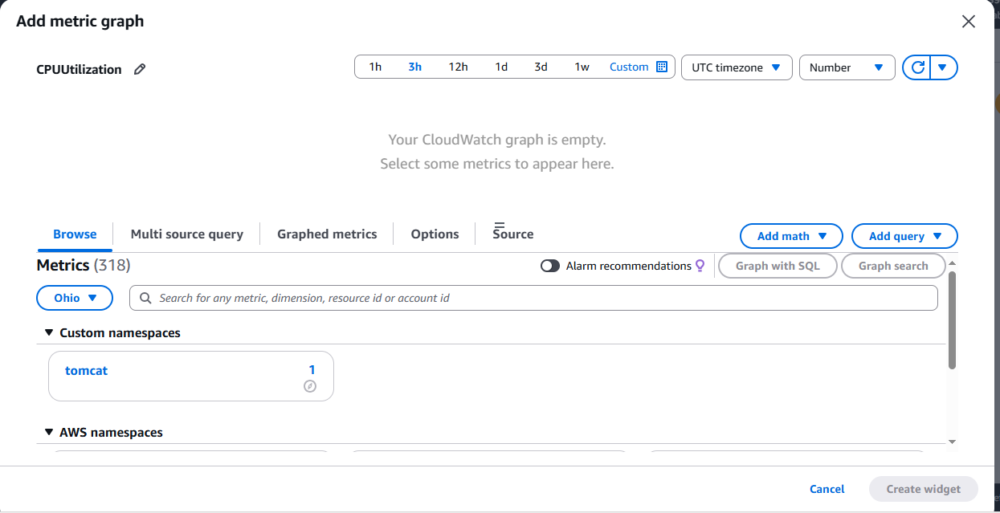 Add metric graph
CPUUtilization
1h 3h 12h 1d 3d 1w Custom
UTC timezone
Number
Your CloudWatch graph is empty.
Select some metrics to appear here.
Browse
Multi source query
Graphed metrics
Options
Source
Add math
Add query
Metrics (318)
Alarm recommendations
Graph with SQL
Graph search
Ohio
Search for any metric, dimension, resource id or account id
Custom namespaces
tomcat
1
AWS namespaces
Cancel
Create widget